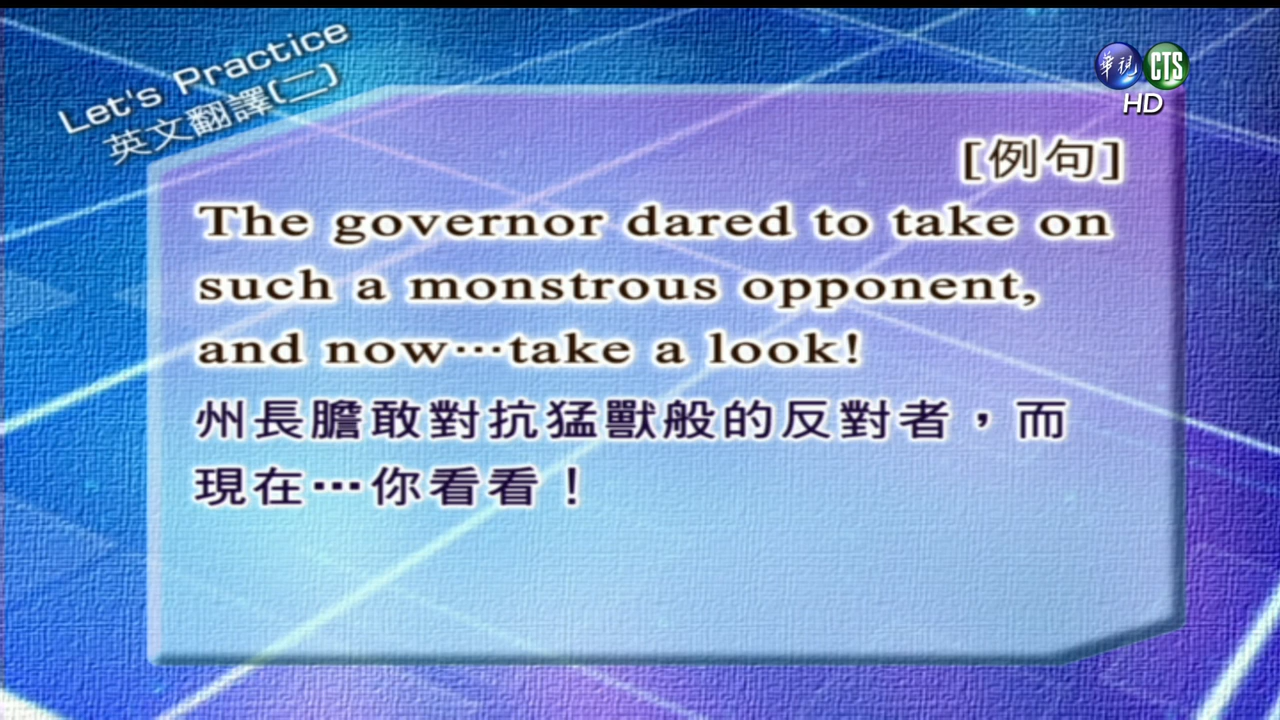 Let's Practice
英文翻譯(二)
華視 CTS
HD
[例句]
The governor dared to take on
such a monstrous opponent,
and now…take a look!
州長膽敢對抗猛獸般的反對者，而
現在…你看看！